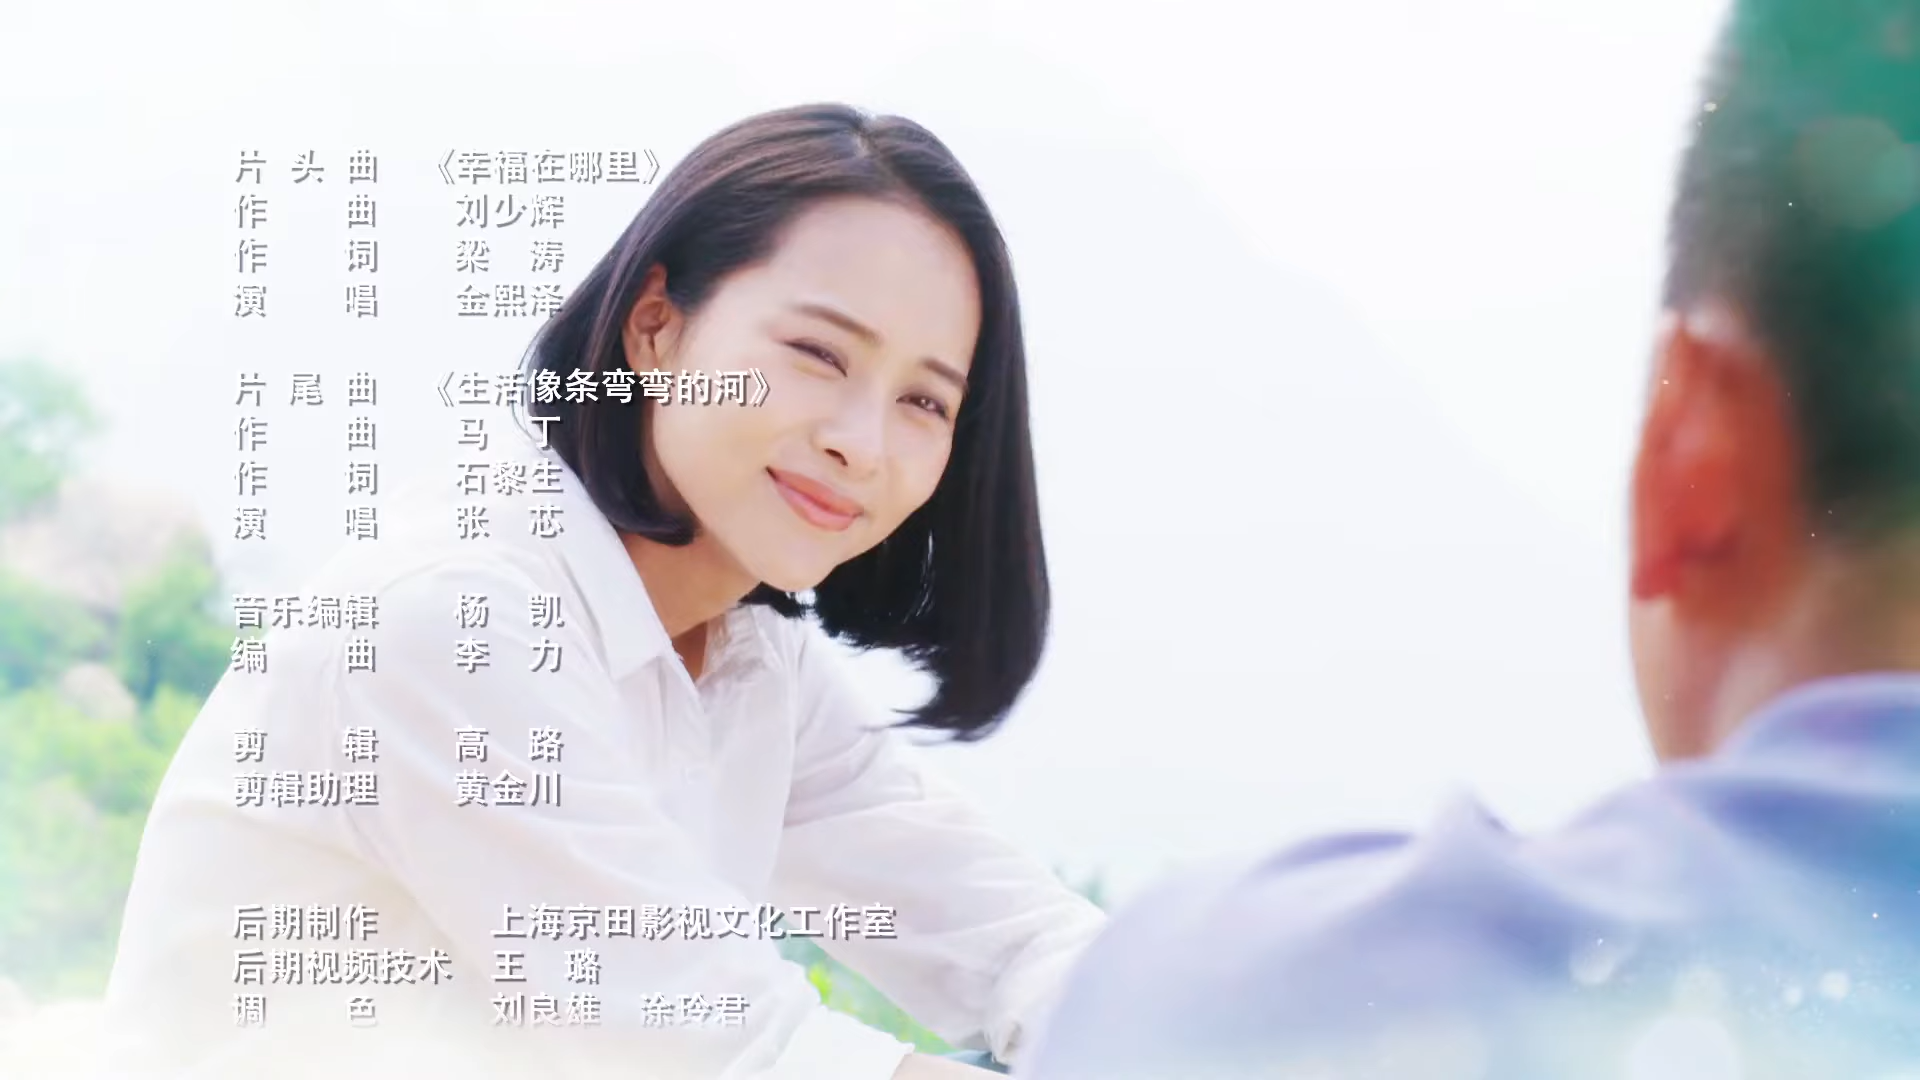 片头曲 《幸福在哪里》
作曲 刘少辉
作词 梁涛
演唱 金熙泽
片尾曲 《生活像条弯弯的河》
作曲 马丁
作词 石黎生
演唱 张芯
音乐编辑 杨凯
编曲 李力
剪辑 高路
剪辑助理 黄金川
后期制作 上海京田影视文化工作室
后期视频技术 王璐
调色 刘良雄 涂玲君